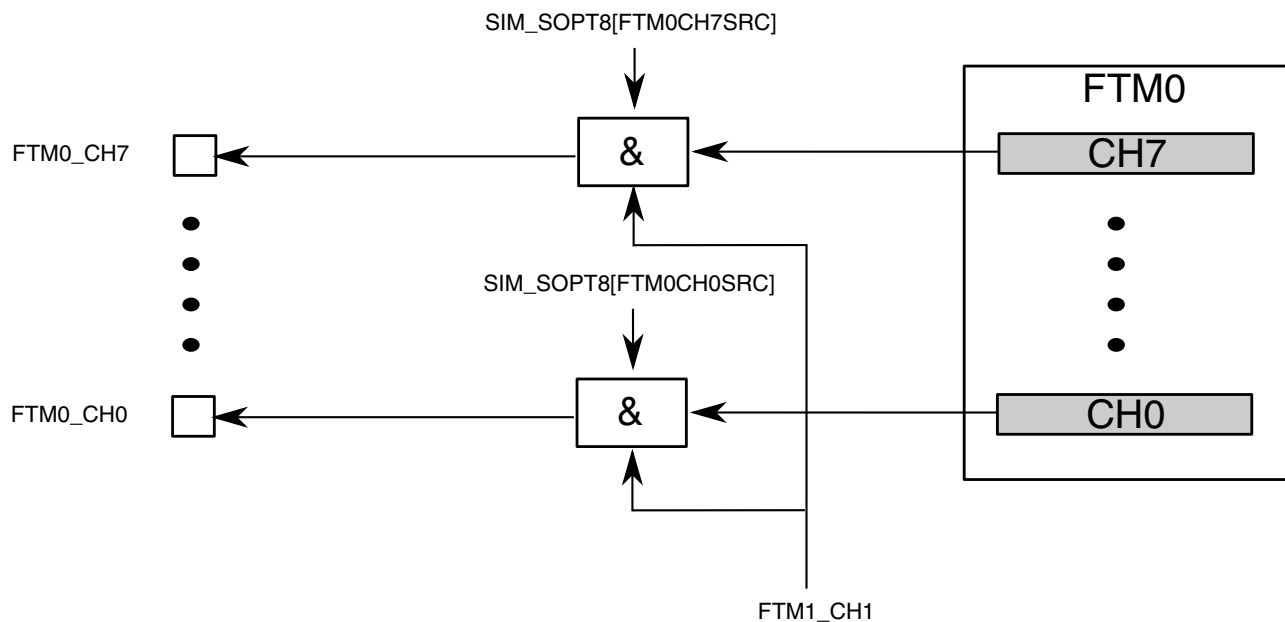 SIM_SOPT8[FTM0CH7SRC]
FTM0
FTM0_CH7
&
CH7
SIM_SOPT8[FTM0CH0SRC]
FTM0_CH0
&
CH0
FTM1_CH1